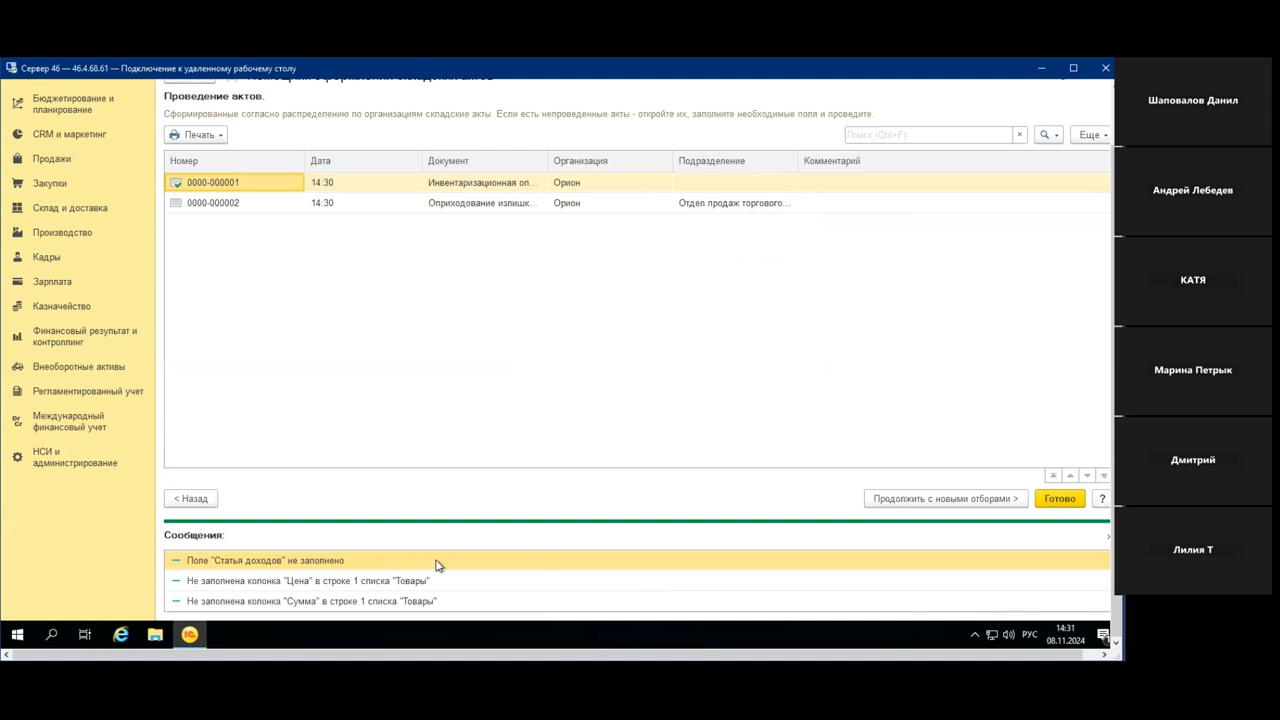 Сервер 46 — 46.4.68.61 — Подключение к удаленному рабочему столу
Бюджетирование и
планирование
CRM и маркетинг
Продажи
Закупки
Склад и доставка
Производство
Кадры
Зарплата
Казначейство
Финансовый результат и
контроллинг
Внеоборотные активы
Регламентированный учет
Международный
финансовый учет
НСИ и
администрирование
Проведение актов.
Сформированные согласно распределению по организациям складские акты. Если есть непроведенные акты - откройте их, заполните необходимые поля и проведите.
Печать
Поиск (Ctrl+F)
×
Еще
Номер Дата Документ Организация Подразделение Комментарий
0000-000001 14:30 Инвентаризационная оп... Орион
0000-000002 14:30 Оприходование излишк... Орион Отдел продаж торгового...
< Назад
Продолжить с новыми отборами >
Готово
?
Сообщения:
Поле "Статья доходов" не заполнено
Не заполнена колонка "Цена" в строке 1 списка "Товары"
Не заполнена колонка "Сумма" в строке 1 списка "Товары"
РУС
14:31
08.11.2024
Шаповалов Данил
Андрей Лебедев
КАТЯ
Марина Петрык
Дмитрий
Лилия Т